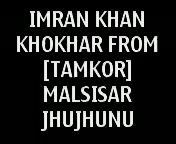 IMRAN KHAN
KHOKHAR FROM
[TAMKOR]
MALSISAR
JHUJHUNU